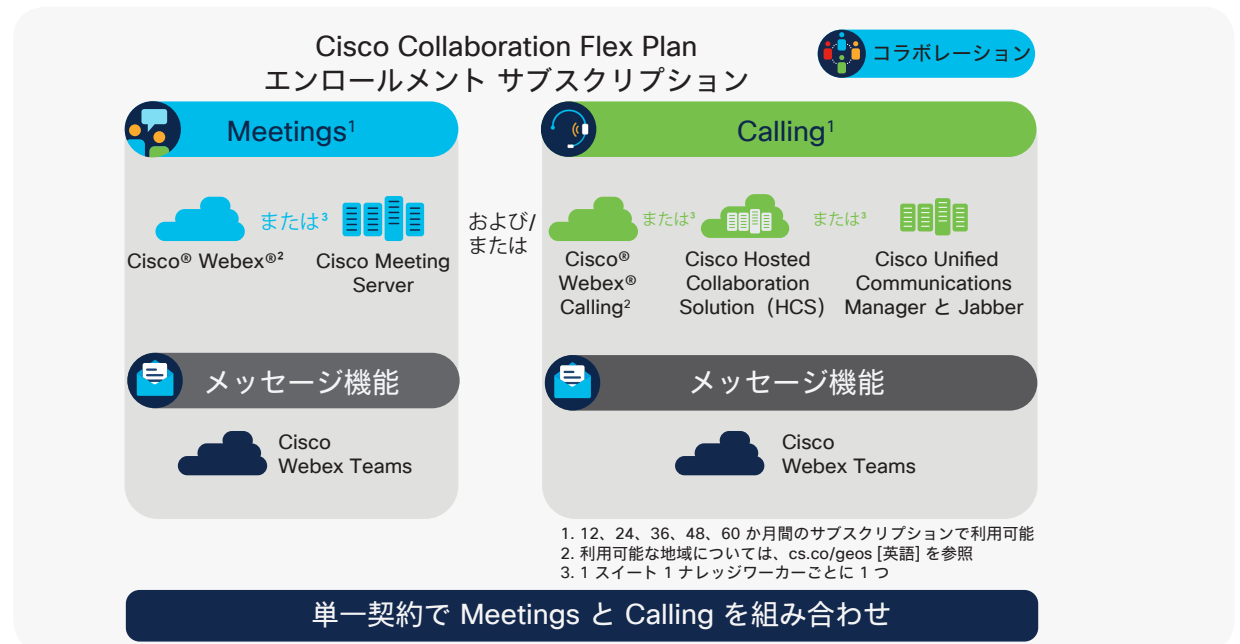 Cisco Collaboration Flex Plan
エンロールメント サブスクリプション
コラボレーション
Meetings¹
または³
Cisco® Webex®²
Cisco Meeting
Server
メッセージ機能
Cisco
Webex Teams
および/
または
Calling¹
または³
または³
Cisco®
Webex®
Calling²
Cisco Hosted
Collaboration
Solution（HCS）
Cisco Unified
Communications
Manager と Jabber
メッセージ機能
Cisco
Webex Teams
1. 12、24、36、48、60 か月間のサブスクリプションで利用可能
2. 利用可能な地域については、cs.co/geos [英語] を参照
3. 1 スイート 1 ナレッジワーカーごとに 1 つ
単一契約で Meetings と Calling を組み合わせ